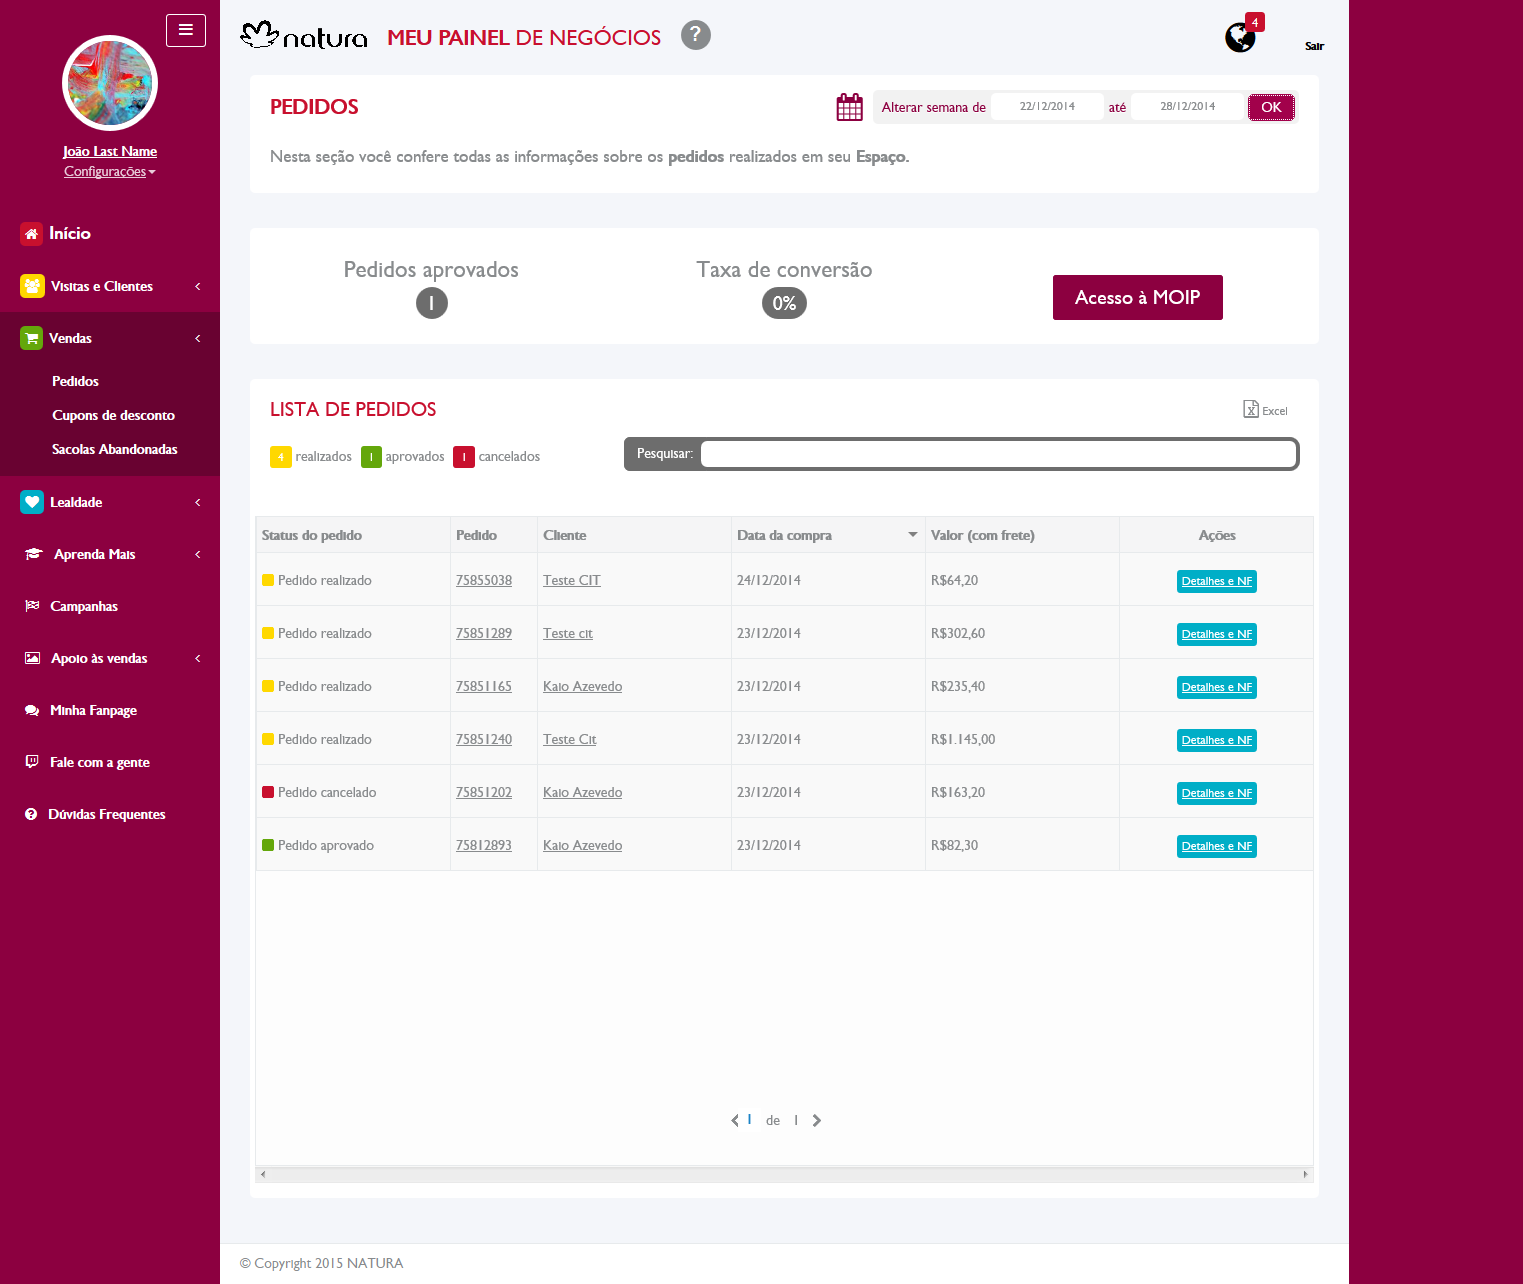 João Last Name
Configurações
Início
Visitas e Clientes
Vendas
Pedidos
Cupons de desconto
Sacolas Abandonadas
Lealdade
Aprenda Mais
Campanhas
Apoio às vendas
Minha Fanpage
Fale com a gente
Dúvidas Frequentes
natura MEU PAINEL DE NEGÓCIOS ?
4
Sair
PEDIDOS
Alterar semana de 22/12/2014 até 28/12/2014 OK
Nesta seção você confere todas as informações sobre os pedidos realizados em seu Espaço.
Pedidos aprovados
1
Taxa de conversão
0%
Acesso à MOIP
LISTA DE PEDIDOS
Excel
4 realizados 1 aprovados 1 cancelados
Pesquisar:
Status do pedido Pedido Cliente Data da compra Valor (com frete) Ações
Pedido realizado 75855038 Teste CIT 24/12/2014 R$64,20 Detalhes e NF
Pedido realizado 75851289 Teste cit 23/12/2014 R$302,60 Detalhes e NF
Pedido realizado 75851165 Kaio Azevedo 23/12/2014 R$235,40 Detalhes e NF
Pedido realizado 75851240 Teste Cit 23/12/2014 R$1.145,00 Detalhes e NF
Pedido cancelado 75851202 Kaio Azevedo 23/12/2014 R$163,20 Detalhes e NF
Pedido aprovado 75812893 Kaio Azevedo 23/12/2014 R$82,30 Detalhes e NF
1 de 1
© Copyright 2015 NATURA